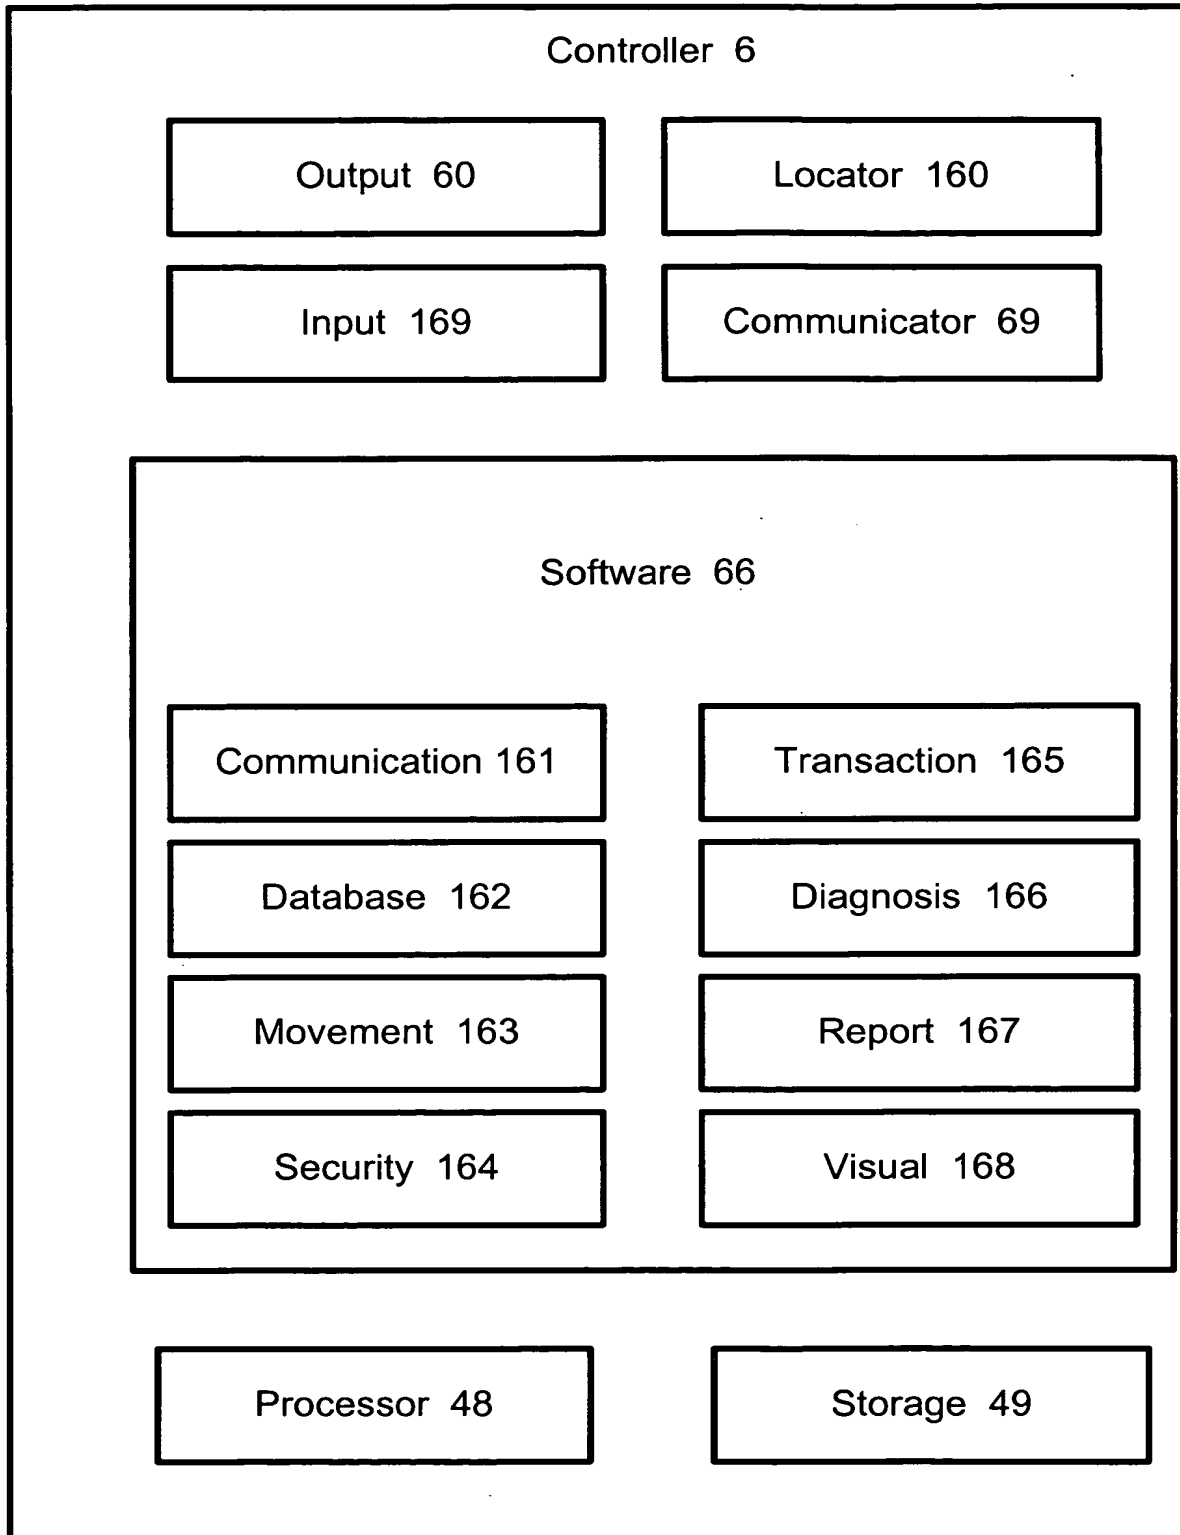 Controller 6
Output 60
Locator 160
Input 169
Communicator 69
Software 66
Communication 161
Transaction 165
Database 162
Diagnosis 166
Movement 163
Report 167
Security 164
Visual 168
Processor 48
Storage 49